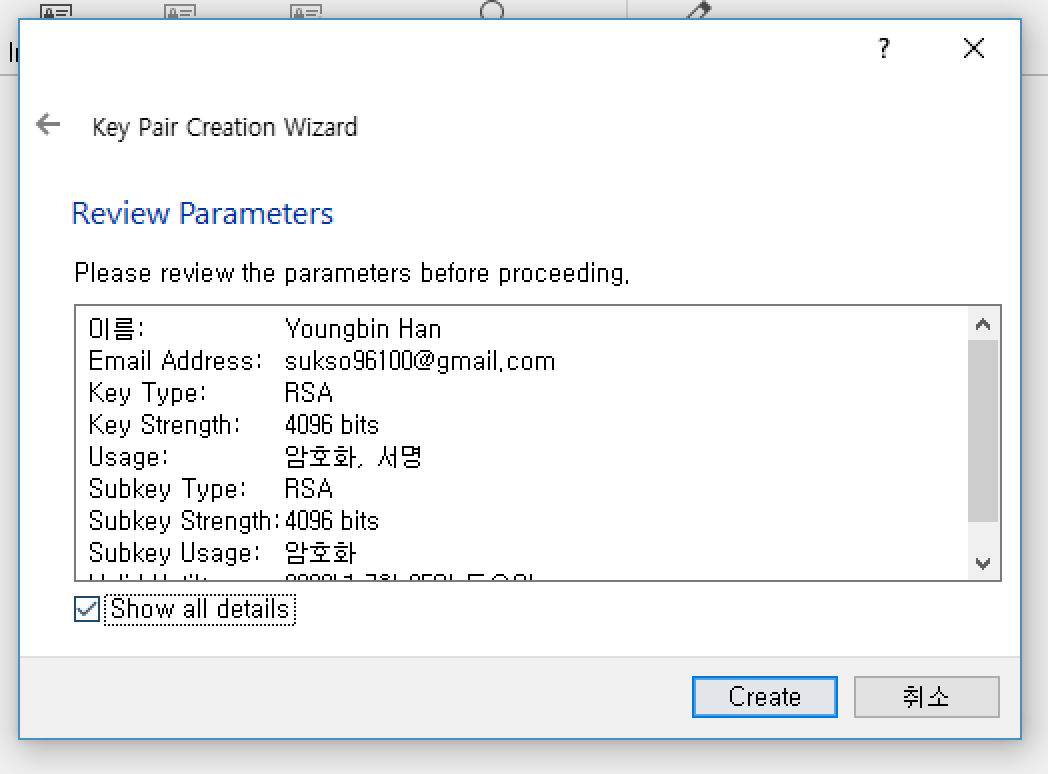 ?
Key Pair Creation Wizard
Review Parameters
Please review the parameters before proceeding.
이름: Youngbin Han
Email Address: sukso96100@gmail.com
Key Type: RSA
Key Strength: 4096 bits
Usage: 암호화, 서명
Subkey Type: RSA
Subkey Strength: 4096 bits
Subkey Usage: 암호화
Show all details
Create 취소